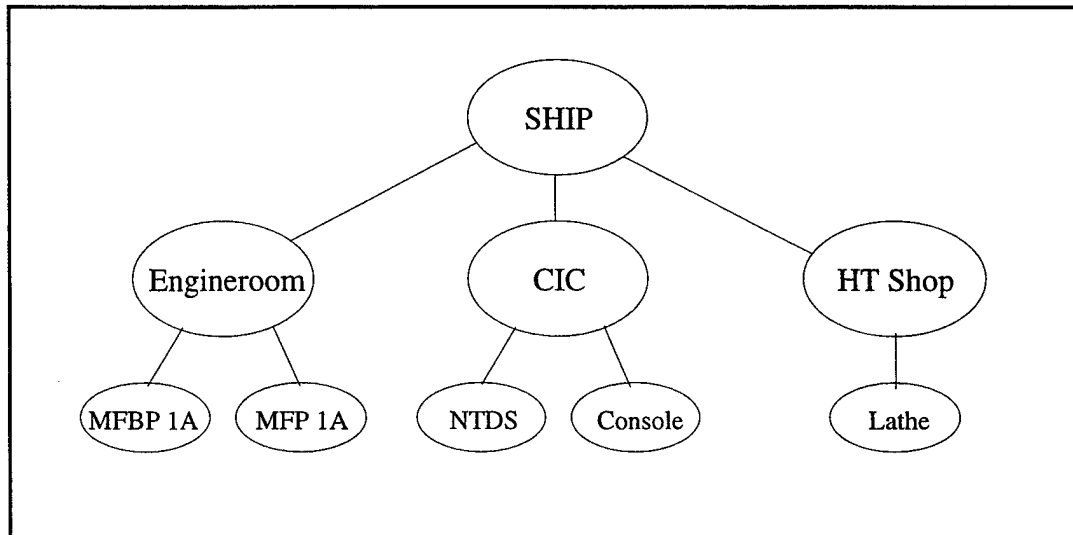 SHIP
Engineroom
CIC
HT Shop
MFBP 1A
MFP 1A
NTDS
Console
Lathe